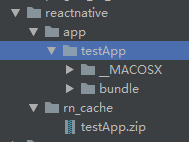 reactnative
app
testApp
__MACOSX
bundle
rn_cache
testApp.zip